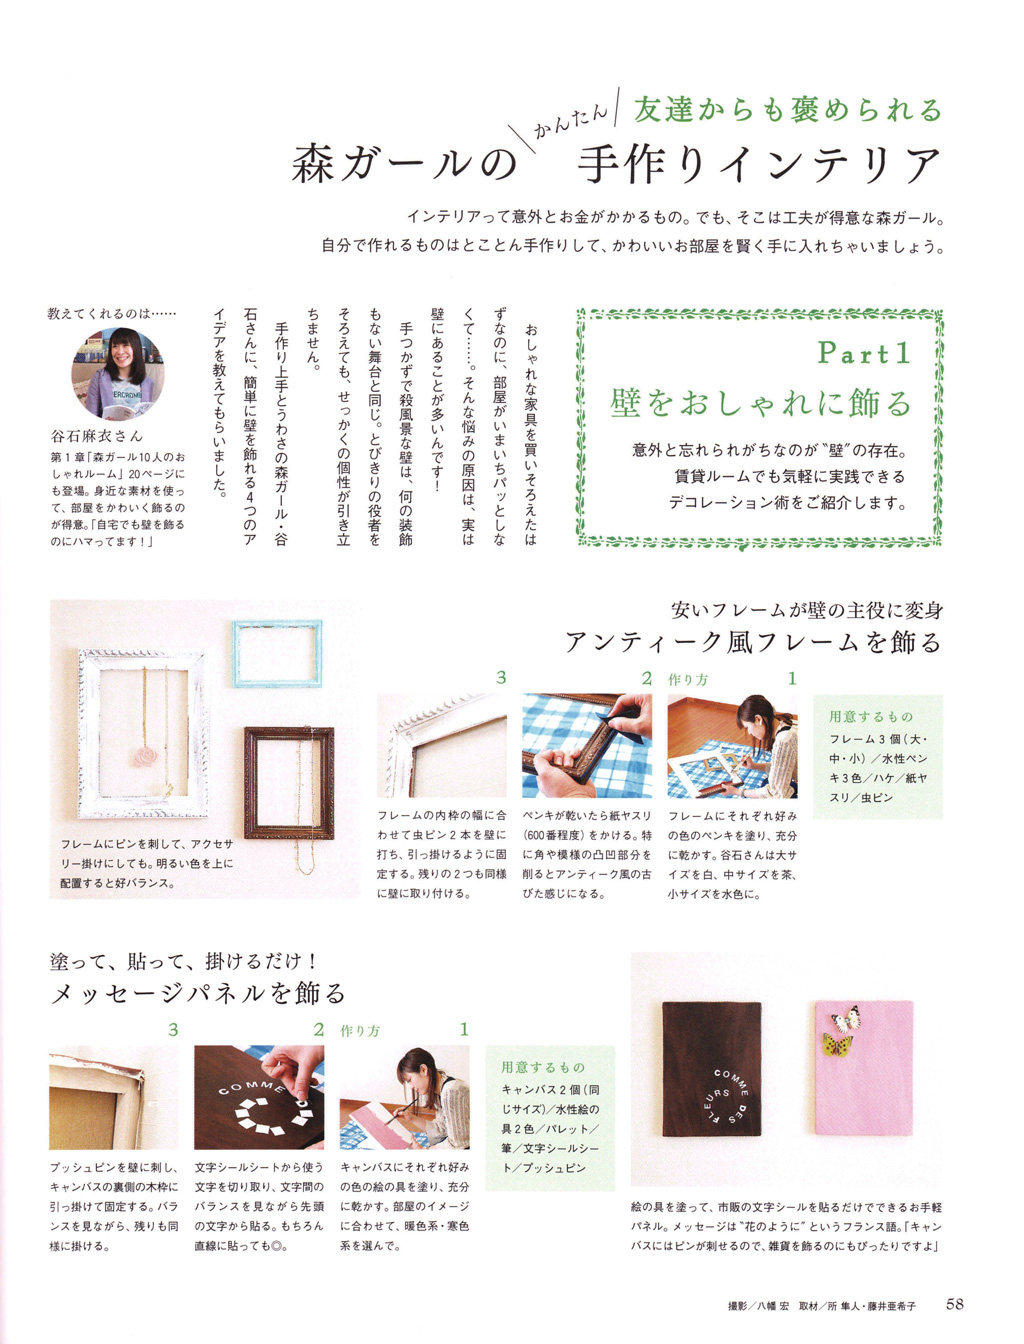 友達からも褒められる
かんたん
森ガールの 手作りインテリア
インテリアって意外とお金がかかるもの。でも、そこは工夫が得意な森ガール。
自分で作れるものはとことん手作りして、かわいいお部屋を賢く手に入れちゃいましょう。
Part1
壁をおしゃれに飾る
意外と忘れられがちなのが〝壁〟の存在。
賃貸ルームでも気軽に実践できる
デコレーション術をご紹介します。
おしゃれな家具を買いそろえたは
ずなのに、部屋がいまいちパッとしな
くて……。そんな悩みの原因は、実は
壁にあることが多いんです!
手つかずで殺風景な壁は、何の装飾
もない舞台と同じ。とびきりの役者を
そろえても、せっかくの個性が引き立
ちません。
手作り上手とうわさの森ガール・谷
石さんに、簡単に壁を飾れる4つのア
イデアを教えてもらいました。
教えてくれるのは……
谷石麻衣さん
第1章「森ガール10人のお
しゃれルーム」20ページに
も登場。身近な素材を使っ
て、部屋をかわいく飾るの
が得意。「自宅でも壁を飾る
のにハマってます!」
安いフレームが壁の主役に変身
アンティーク風フレームを飾る
用意するもの
フレーム3個(大・
中・小)/水性ペン
キ3色/ハケ/紙ヤ
スリ/虫ピン
作り方 1
フレームにそれぞれ好み
の色のペンキを塗り、充分
に乾かす。谷石さんは大サ
イズを白、中サイズを茶、
小サイズを水色に。
2
ペンキが乾いたら紙ヤスリ
(600番程度)をかける。特
に角や模様の凸凹部分を
削るとアンティーク風の古
びた感じになる。
3
フレームの内枠の幅に合
わせて虫ピン2本を壁に
打ち、引っ掛けるように固
定する。残りの2つも同様
に壁に取り付ける。
フレームにピンを刺して、アクセサ
リー掛けにしても。明るい色を上に
配置すると好バランス。
塗って、貼って、掛けるだけ!
メッセージパネルを飾る
用意するもの
キャンバス2個(同
じサイズ)/水性絵の
具2色/パレット/
筆/文字シールシー
ト/プッシュピン
作り方 1
キャンバスにそれぞれ好み
の色の絵の具を塗り、充分
に乾かす。部屋のイメージ
に合わせて、暖色系・寒色
系を選んで。
2
COMME D
文字シールシートから使う
文字を切り取り、文字間の
バランスを見ながら先頭
の文字から貼る。もちろん
直線に貼っても◎。
3
プッシュピンを壁に刺し、
キャンバスの裏側の木枠に
引っ掛けて固定する。バラ
ンスを見ながら、残りも同
様に掛ける。
COMME DES FLEURS
絵の具を塗って、市販の文字シールを貼るだけでできるお手軽
パネル。メッセージは〝花のように〟というフランス語。「キャン
バスにはピンが刺せるので、雑貨を飾るのにもぴったりですよ」
撮影/八幡 宏 取材/所 隼人・藤井亜希子 58